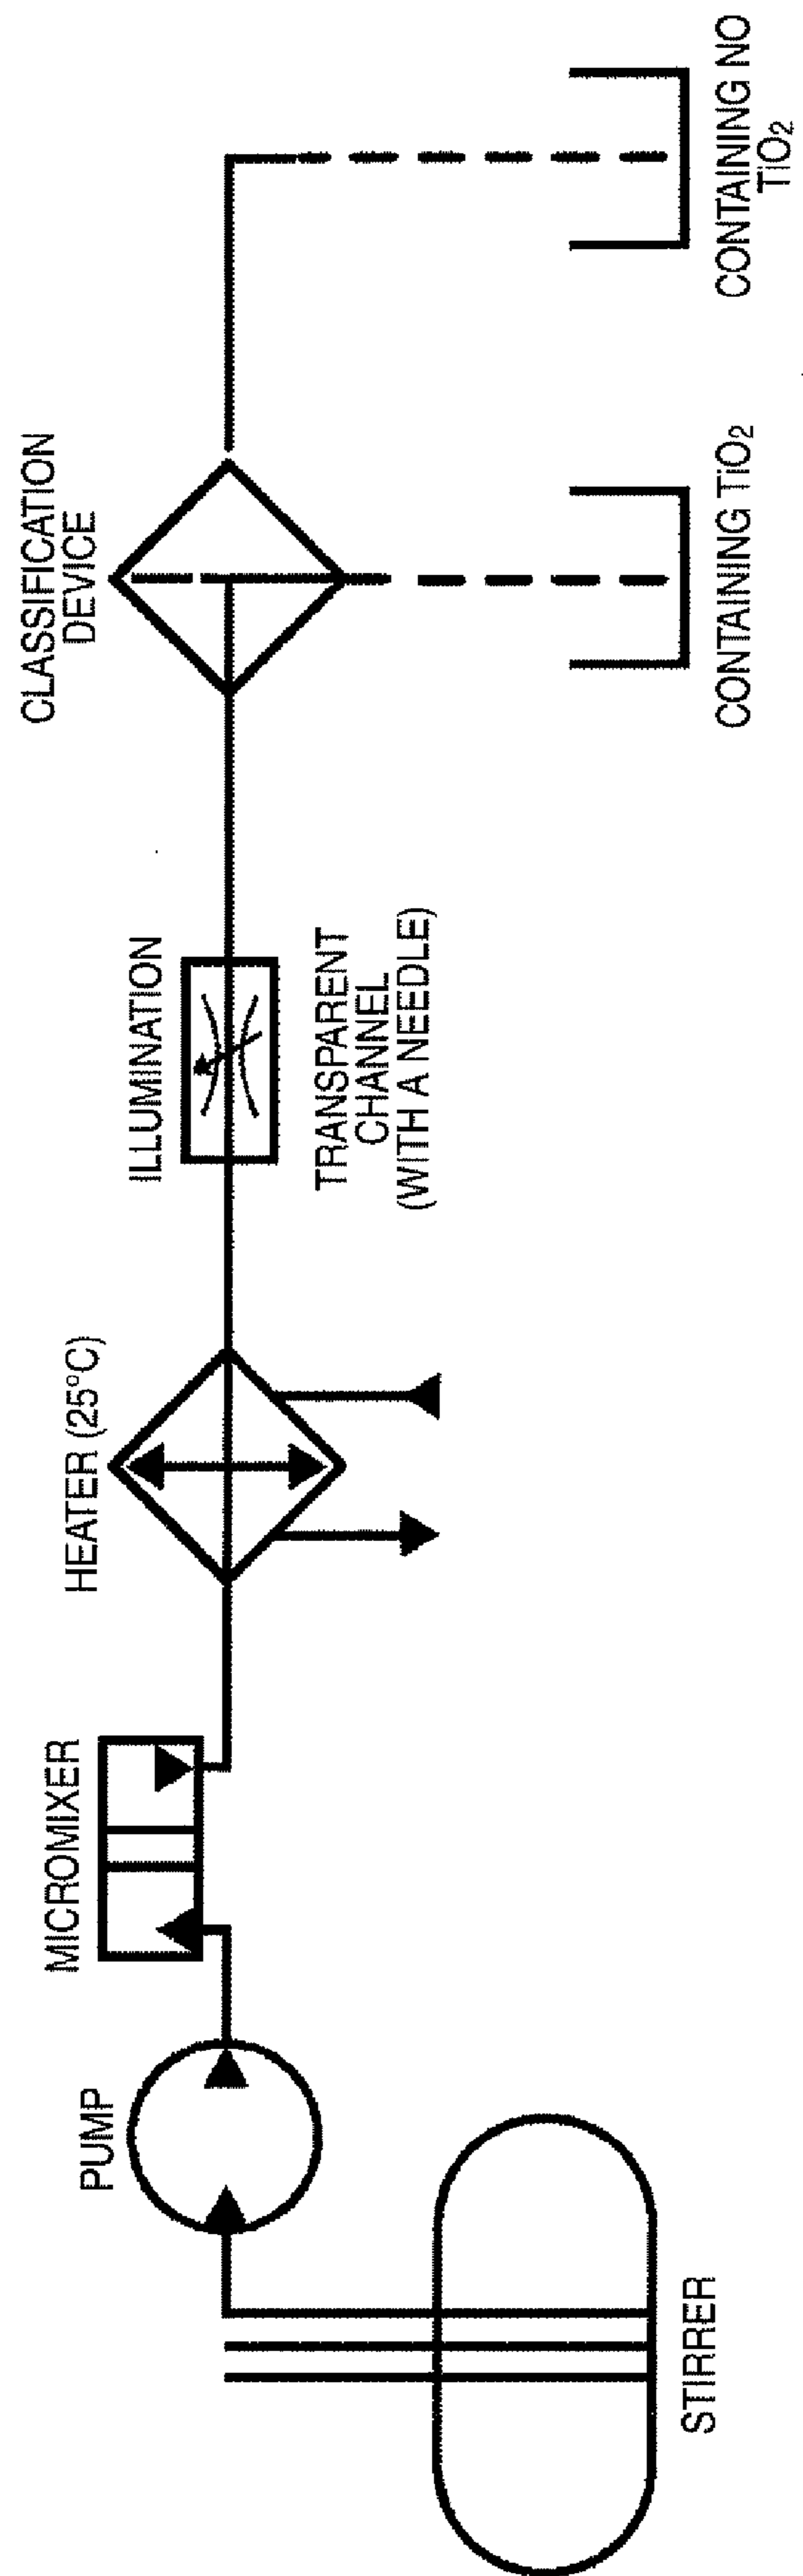 STIRRER
PUMP
MICROMIXER
HEATER (25°C)
ILLUMINATION
TRANSPARENT
CHANNEL
(WITH A NEEDLE)
CLASSIFICATION
DEVICE
CONTAINING TiO₂
CONTAINING NO
TiO₂